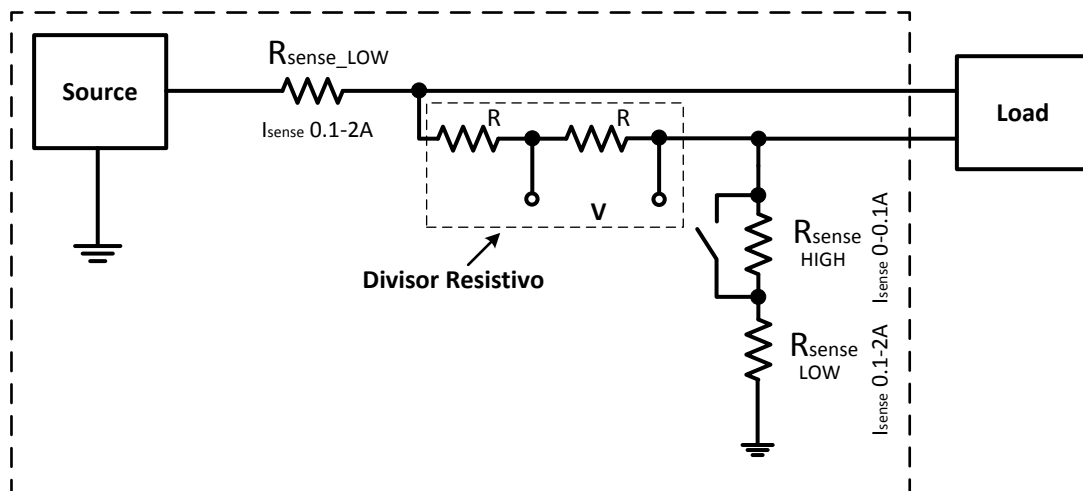 Rsense_LOW
Source
Isense 0.1-2A
Load
R
R
V
Divisor Resistivo
Rsense
HIGH
Isense 0-0.1A
Rsense
LOW
Isense 0.1-2A